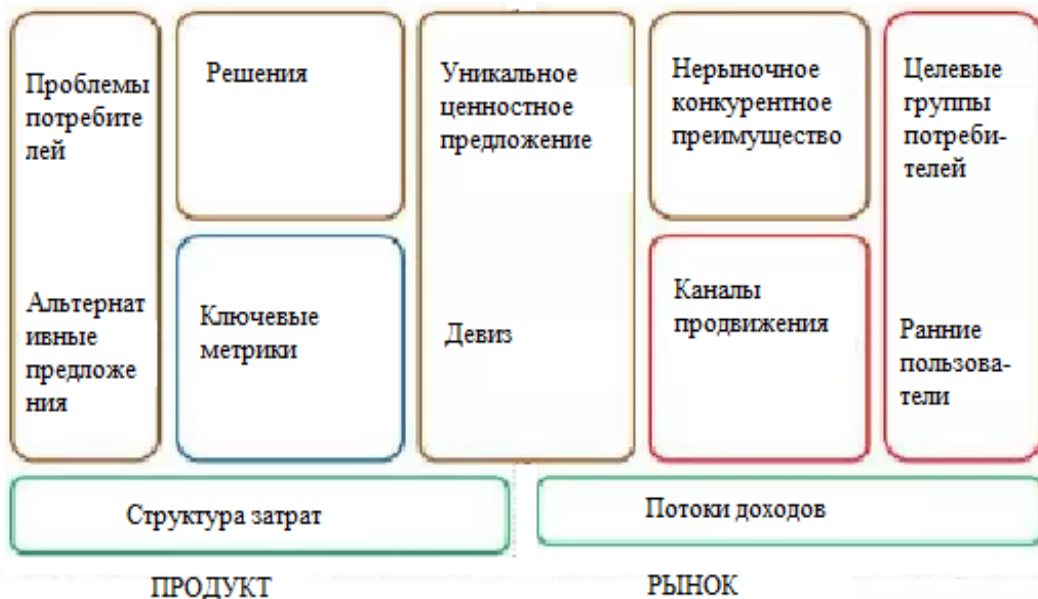 Проблемы
потребите
лей
Альтернат
ивные
предложе
ния
Решения
Ключевые
метрики
Уникальное
ценностное
предложение
Девиз
Нерыночное
конкурентное
преимущество
Каналы
продвижения
Целевые
группы
потреби-
телей
Ранние
пользова-
тели
Структура затрат
Потоки доходов
ПРОДУКТ
РЫНОК